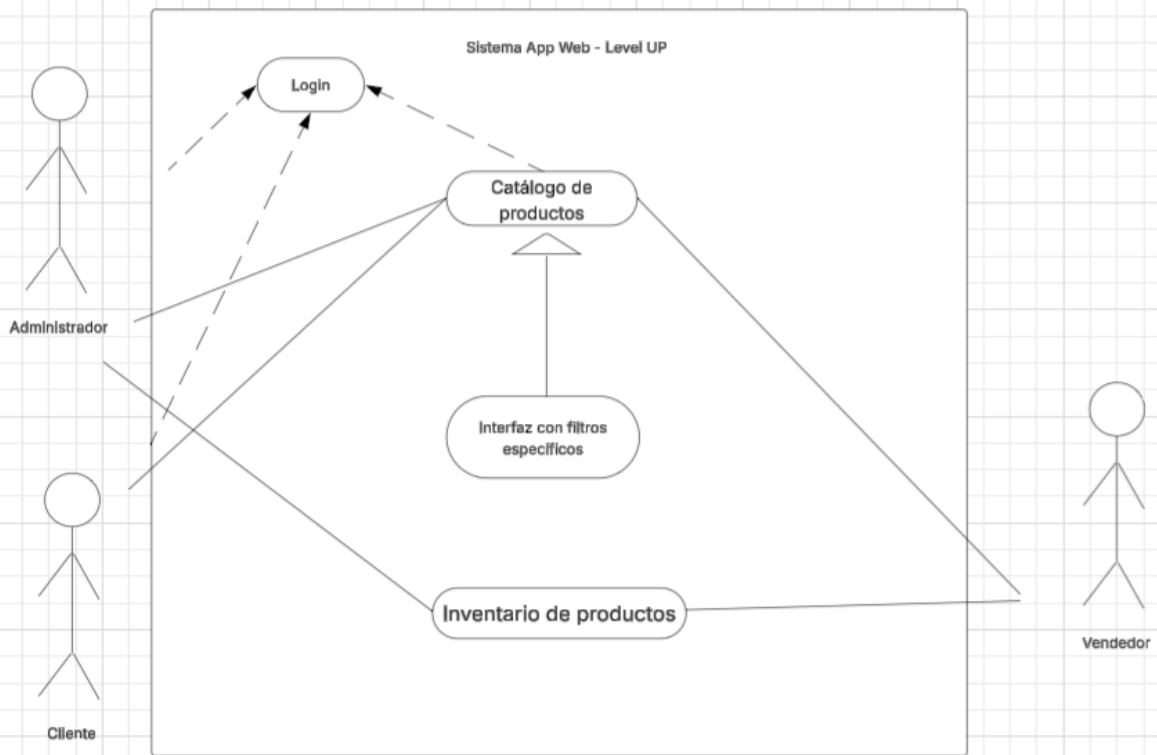 Sistema App Web - Level UP
Login
Catálogo de
productos
Administrador
Interfaz con filtros
específicos
Inventario de productos
Vendedor
Cliente